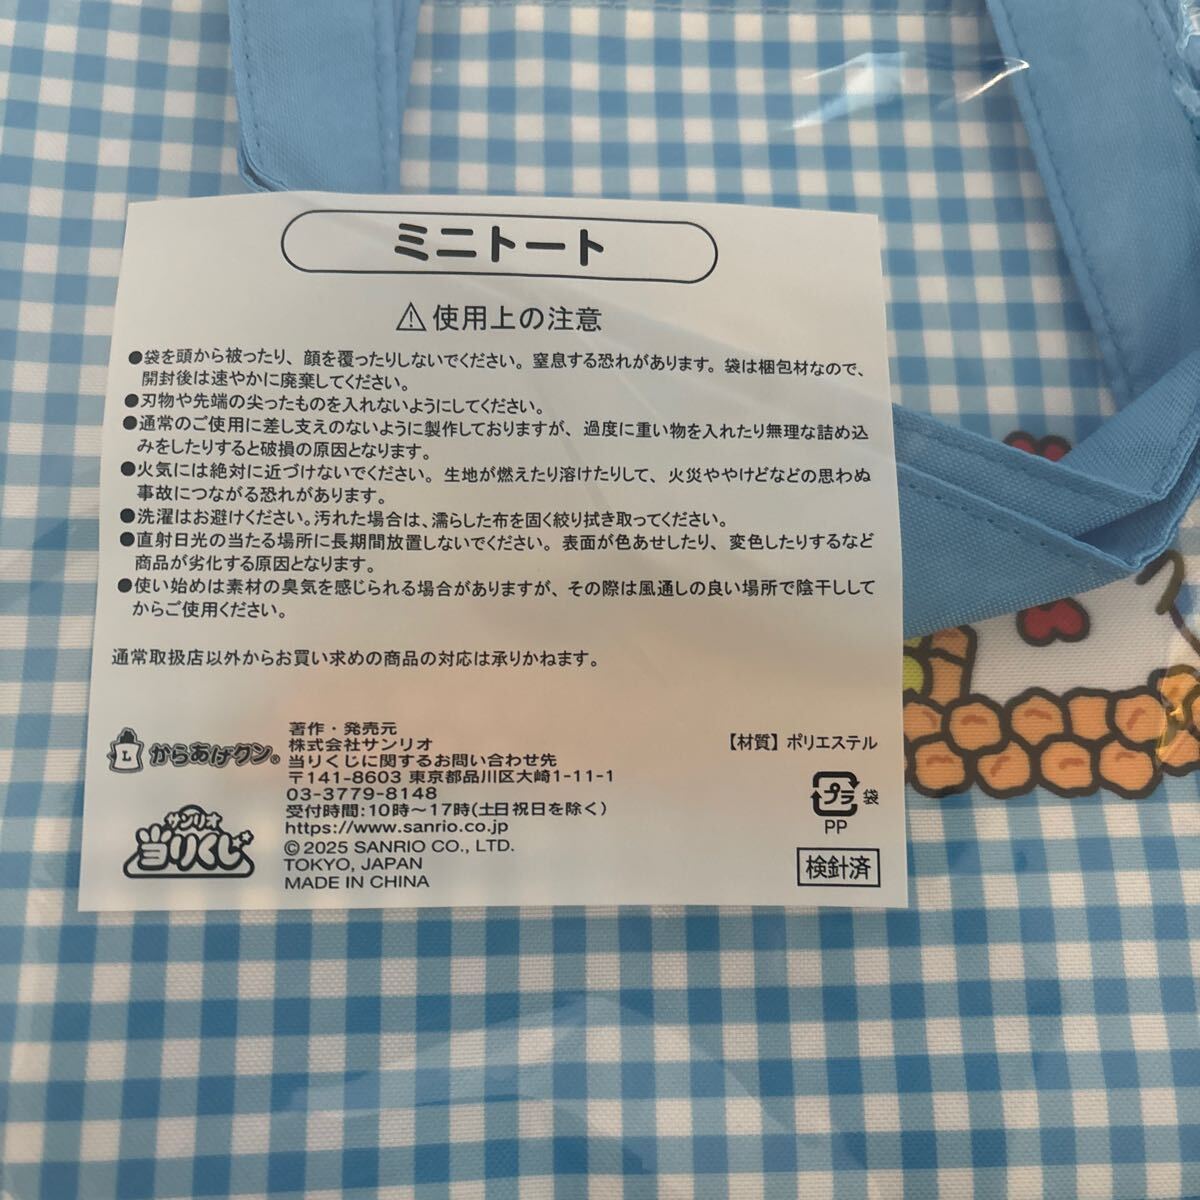 ミニトート
⚠使用上の注意
●袋を頭から被ったり、顔を覆ったりしないでください。窒息する恐れがあります。袋は梱包材なので、
開封後は速やかに廃棄してください。
●刃物や先端の尖ったものを入れないようにしてください。
●通常のご使用に差し支えのないように製作しておりますが、過度に重い物を入れたり無理な詰め込
みをしたりすると破損の原因となります。
●火気には絶対に近づけないでください。生地が燃えたり溶けたりして、火災ややけどなどの思わぬ
事故につながる恐れがあります。
●洗濯はお避けください。汚れた場合は、濡らした布を固く絞り拭き取ってください。
●直射日光の当たる場所に長期間放置しないでください。表面が色あせしたり、変色したりするなど
商品が劣化する原因となります。
●使い始めは素材の臭気を感じられる場合がありますが、その際は風通しの良い場所で陰干しして
からご使用ください。
通常取扱店以外からお買い求めの商品の対応は承りかねます。
L からあげクン®
サンリオ
当りくじ
著作・発売元
株式会社サンリオ
当りくじに関するお問い合わせ先
〒141-8603 東京都品川区大崎1-11-1
03-3779-8148
受付時間:10時〜17時(土日祝日を除く)
https://www.sanrio.co.jp
© 2025 SANRIO CO., LTD.
TOKYO, JAPAN
MADE IN CHINA
【材質】ポリエステル
プラ 袋
PP
検針済